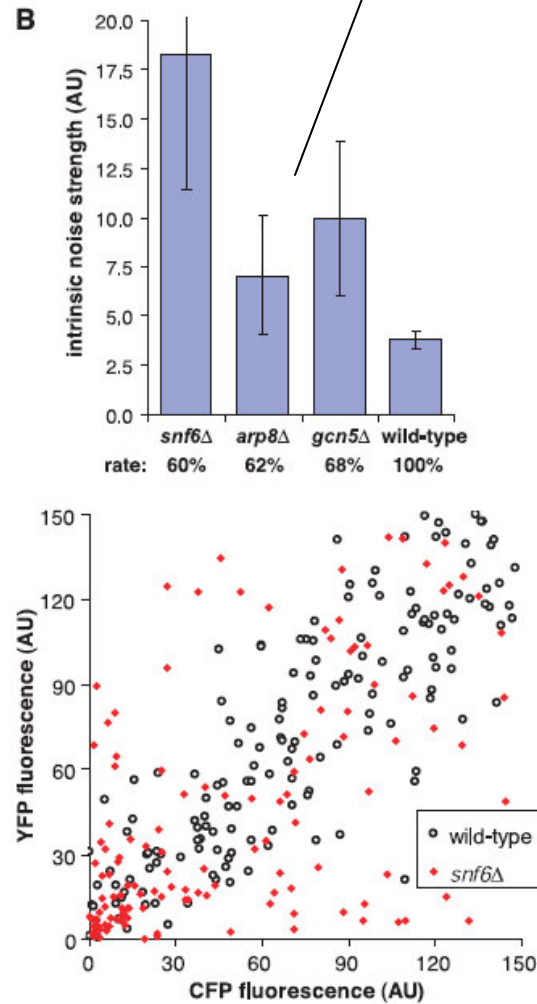 B
intrinsic noise strength (AU)
20.0
17.5
15.0
12.5
10.0
7.5
5.0
2.5
0.0
snf6Δ arp8Δ gcn5Δ wild-type
rate: 60% 62% 68% 100%
YFP fluorescence (AU)
150
120
90
60
30
0
wild-type
snf6Δ
0 30 60 90 120 150
CFP fluorescence (AU)